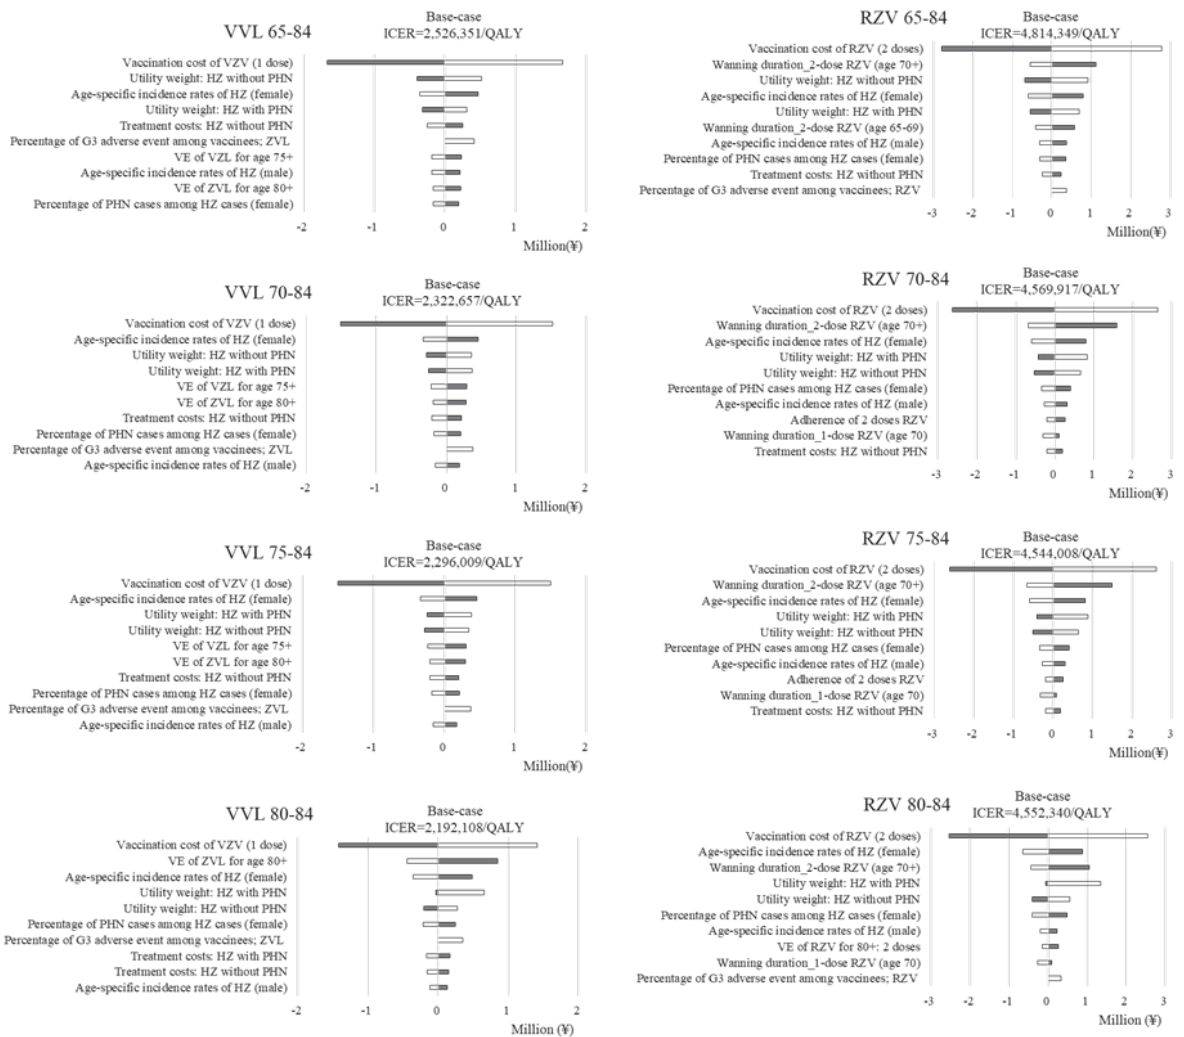 VVL 65-84
Base-case
ICER=2,526,351/QALY
Vaccination cost of VZV (1 dose)
Utility weight: HZ without PHN
Age-specific incidence rates of HZ (female)
Utility weight: HZ with PHN
Treatment costs: HZ without PHN
Percentage of G3 adverse event among vaccinees; ZVL
VE of VZL for age 75+
Age-specific incidence rates of HZ (male)
VE of ZVL for age 80+
Percentage of PHN cases among HZ cases (female)
-2 -1 0 1 2
Million(¥)
RZV 65-84
Base-case
ICER=4,814,349/QALY
Vaccination cost of RZV (2 doses)
Wanning duration_2-dose RZV (age 70+)
Utility weight: HZ without PHN
Age-specific incidence rates of HZ (female)
Utility weight: HZ with PHN
Wanning duration_2-dose RZV (age 65-69)
Age-specific incidence rates of HZ (male)
Percentage of PHN cases among HZ cases (female)
Treatment costs: HZ without PHN
Percentage of G3 adverse event among vaccinees; RZV
-3 -2 -1 0 1 2 3
Million(¥)
VVL 70-84
Base-case
ICER=2,322,657/QALY
Vaccination cost of VZV (1 dose)
Age-specific incidence rates of HZ (female)
Utility weight: HZ without PHN
Utility weight: HZ with PHN
VE of VZL for age 75+
VE of ZVL for age 80+
Treatment costs: HZ without PHN
Percentage of PHN cases among HZ cases (female)
Percentage of G3 adverse event among vaccinees; ZVL
Age-specific incidence rates of HZ (male)
-2 -1 0 1 2
Million(¥)
RZV 70-84
Base-case
ICER=4,569,917/QALY
Vaccination cost of RZV (2 doses)
Wanning duration_2-dose RZV (age 70+)
Age-specific incidence rates of HZ (female)
Utility weight: HZ with PHN
Utility weight: HZ without PHN
Percentage of PHN cases among HZ cases (female)
Age-specific incidence rates of HZ (male)
Adherence of 2 doses RZV
Wanning duration_1-dose RZV (age 70)
Treatment costs: HZ without PHN
-3 -2 -1 0 1 2 3
Million(¥)
VVL 75-84
Base-case
ICER=2,296,009/QALY
Vaccination cost of VZV (1 dose)
Age-specific incidence rates of HZ (female)
Utility weight: HZ with PHN
Utility weight: HZ without PHN
VE of VZL for age 75+
VE of ZVL for age 80+
Treatment costs: HZ without PHN
Percentage of PHN cases among HZ cases (female)
Percentage of G3 adverse event among vaccinees; ZVL
Age-specific incidence rates of HZ (male)
-2 -1 0 1 2
Million(¥)
RZV 75-84
Base-case
ICER=4,544,008/QALY
Vaccination cost of RZV (2 doses)
Wanning duration_2-dose RZV (age 70+)
Age-specific incidence rates of HZ (female)
Utility weight: HZ with PHN
Utility weight: HZ without PHN
Percentage of PHN cases among HZ cases (female)
Age-specific incidence rates of HZ (male)
Adherence of 2 doses RZV
Wanning duration_1-dose RZV (age 70)
Treatment costs: HZ without PHN
-3 -2 -1 0 1 2 3
Million(¥)
VVL 80-84
Base-case
ICER=2,192,108/QALY
Vaccination cost of VZV (1 dose)
VE of ZVL for age 80+
Age-specific incidence rates of HZ (female)
Utility weight: HZ with PHN
Utility weight: HZ without PHN
Percentage of PHN cases among HZ cases (female)
Percentage of G3 adverse event among vaccinees; ZVL
Treatment costs: HZ with PHN
Treatment costs: HZ without PHN
Age-specific incidence rates of HZ (male)
-2 -1 0 1 2
Million(¥)
RZV 80-84
Base-case
ICER=4,552,340/QALY
Vaccination cost of RZV (2 doses)
Age-specific incidence rates of HZ (female)
Wanning duration_2-dose RZV (age 70+)
Utility weight: HZ with PHN
Utility weight: HZ without PHN
Percentage of PHN cases among HZ cases (female)
Age-specific incidence rates of HZ (male)
VE of RZV for 80+: 2 doses
Wanning duration_1-dose RZV (age 70)
Percentage of G3 adverse event among vaccinees; RZV
-3 -2 -1 0 1 2 3
Million (¥)